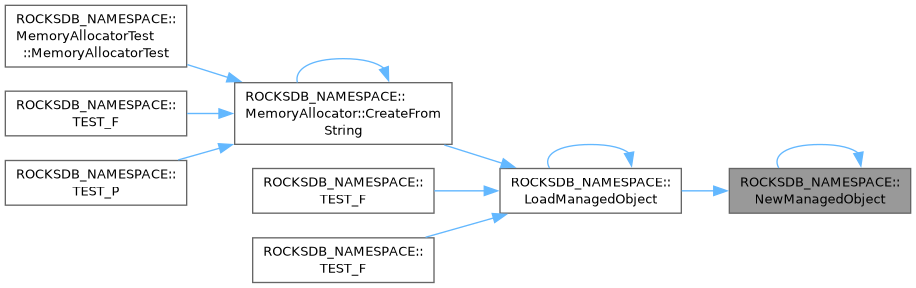 ROCKSDB_NAMESPACE::
MemoryAllocatorTest
::MemoryAllocatorTest
ROCKSDB_NAMESPACE::
TEST_F
ROCKSDB_NAMESPACE::
TEST_P
ROCKSDB_NAMESPACE::
MemoryAllocator::CreateFrom
String
ROCKSDB_NAMESPACE::
TEST_F
ROCKSDB_NAMESPACE::
TEST_F
ROCKSDB_NAMESPACE::
LoadManagedObject
ROCKSDB_NAMESPACE::
NewManagedObject